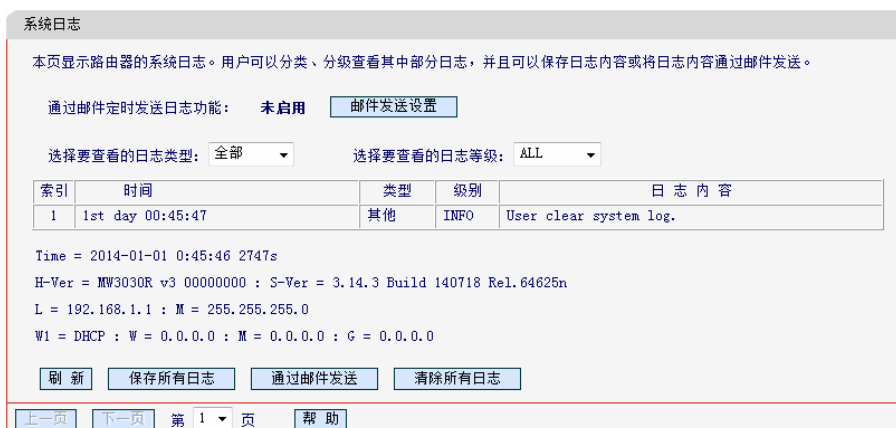 系统日志
本页显示路由器的系统日志。用户可以分类、分级查看其中部分日志，并且可以保存日志内容或将日志内容通过邮件发送。
通过邮件定时发送日志功能： 未启用 邮件发送设置
选择要查看的日志类型: 全部 选择要查看的日志等级: ALL
索引 时间 类型 级别 日 志 内 容
1 1st day 00:45:47 其他 INFO User clear system log.
Time = 2014-01-01 0:45:46 2747s
H-Ver = MW3030R v3 00000000 : S-Ver = 3.14.3 Build 140718 Rel.64625n
L = 192.168.1.1 : M = 255.255.255.0
W1 = DHCP : W = 0.0.0.0 : M = 0.0.0.0 : G = 0.0.0.0
刷 新 保存所有日志 通过邮件发送 清除所有日志
上一页 下一页 第 1 页 帮 助